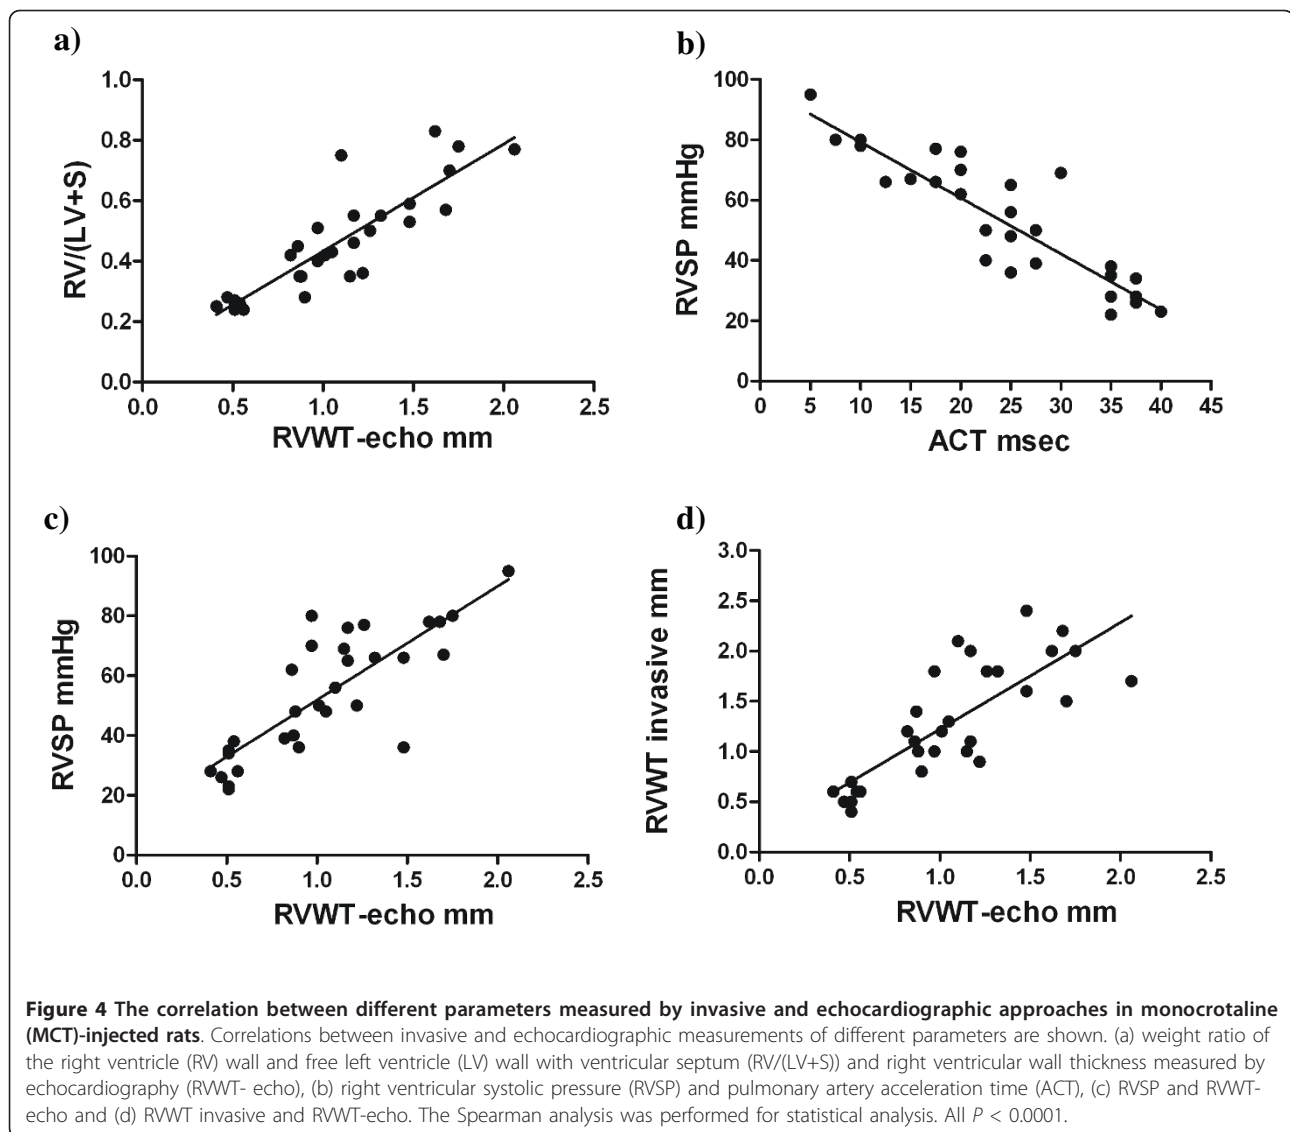 a)
1.0
0.8
0.6
0.4
0.2
0.0
RV/(LV+S)
0.0 0.5 1.0 1.5 2.0 2.5
RVWT-echo mm
b)
100
80
60
40
20
0
RVSP mmHg
0 5 10 15 20 25 30 35 40 45
ACT msec
c)
100
80
60
40
20
0
RVSP mmHg
0.0 0.5 1.0 1.5 2.0 2.5
RVWT-echo mm
d)
3.0
2.5
2.0
1.5
1.0
0.5
0.0
RVWT invasive mm
0.0 0.5 1.0 1.5 2.0 2.5
RVWT-echo mm
Figure 4 The correlation between different parameters measured by invasive and echocardiographic approaches in monocrotaline
(MCT)-injected rats. Correlations between invasive and echocardiographic measurements of different parameters are shown. (a) weight ratio of
the right ventricle (RV) wall and free left ventricle (LV) wall with ventricular septum (RV/(LV+S)) and right ventricular wall thickness measured by
echocardiography (RVWT- echo), (b) right ventricular systolic pressure (RVSP) and pulmonary artery acceleration time (ACT), (c) RVSP and RVWT-
echo and (d) RVWT invasive and RVWT-echo. The Spearman analysis was performed for statistical analysis. All P < 0.0001.